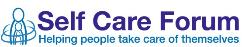 Self Care Forum
Helping people take care of themselves